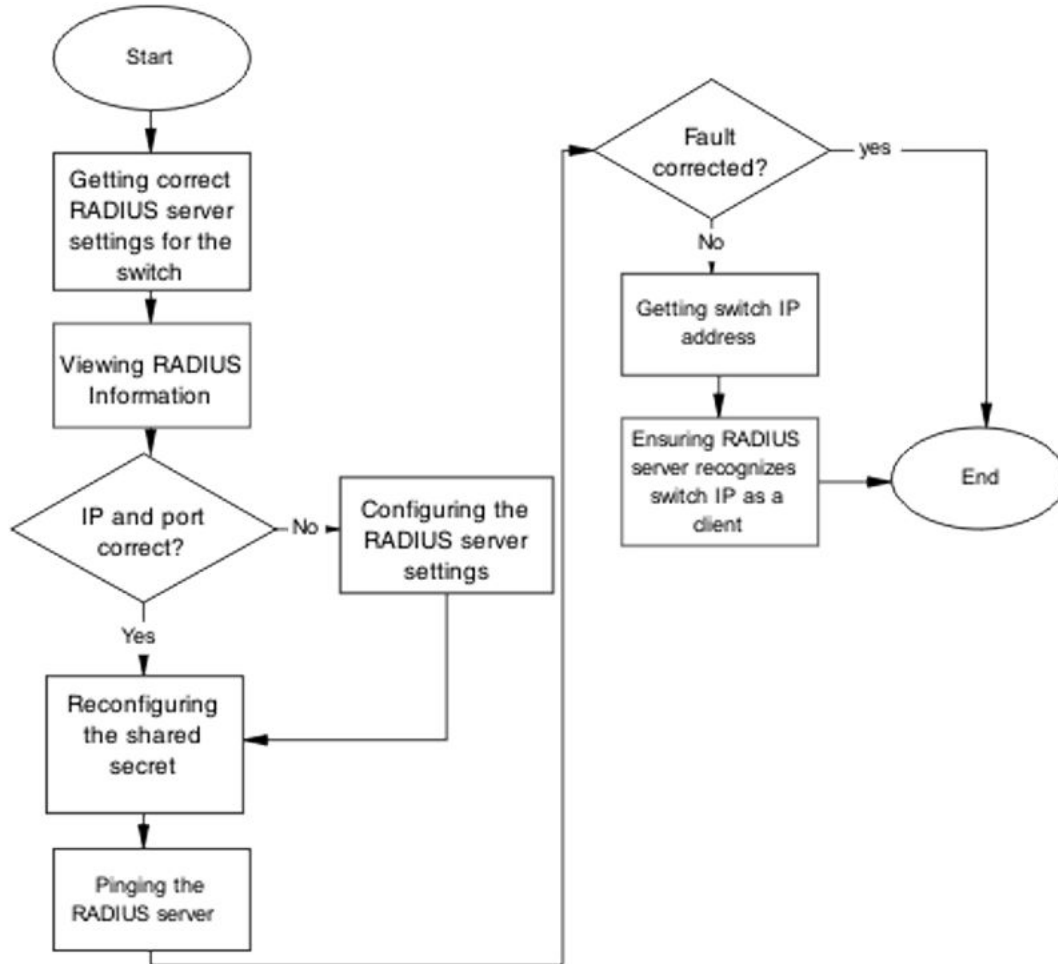 Start
Getting correct
RADIUS server
settings for the
switch
Viewing RADIUS
Information
IP and port
correct?
No
Configuring the
RADIUS server
settings
Yes
Reconfiguring
the shared
secret
Pinging the
RADIUS server
Fault
corrected?
yes
No
Getting switch IP
address
Ensuring RADIUS
server recognizes
switch IP as a
client
End